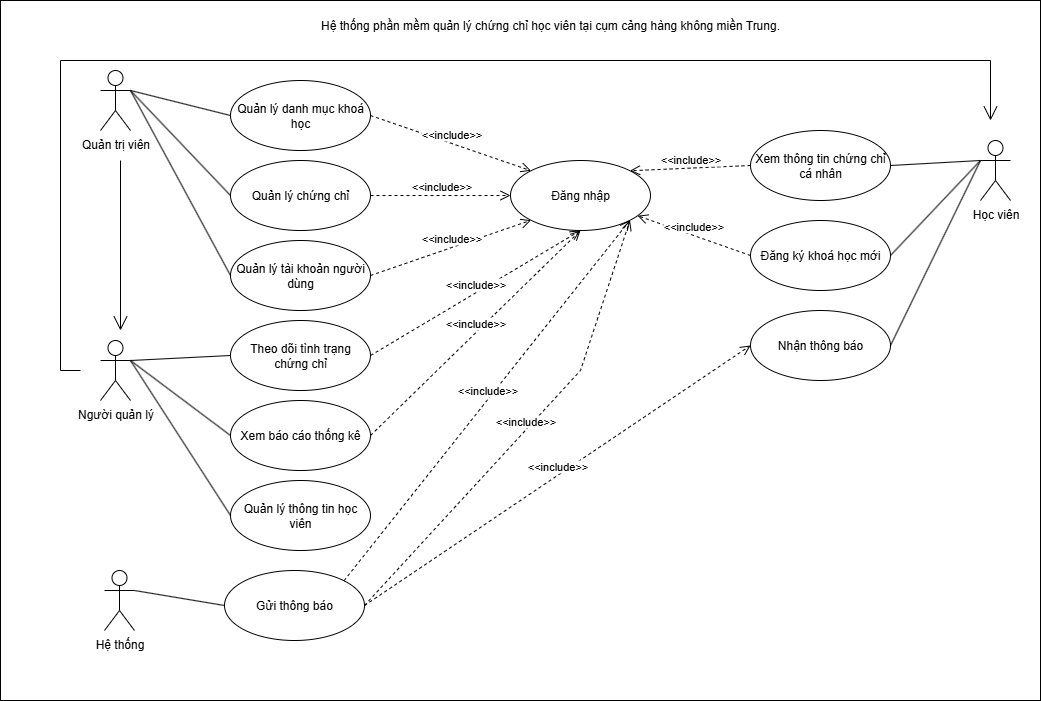 Hệ thống phần mềm quản lý chứng chỉ học viên tại cụm cảng hàng không miền Trung.
Quản trị viên
Quản lý danh mục khoá
học
Quản lý chứng chỉ
Quản lý tài khoản người
dùng
Người quản lý
Theo dõi tình trạng
chứng chỉ
Xem báo cáo thống kê
Quản lý thông tin học
viên
Hệ thống
Gửi thông báo
<<include>>
<<include>>
<<include>>
<<include>>
<<include>>
<<include>>
<<include>>
<<include>>
Đăng nhập
<<include>>
<<include>>
Xem thông tin chứng chỉ
cá nhân
Đăng ký khoá học mới
Nhận thông báo
Học viên